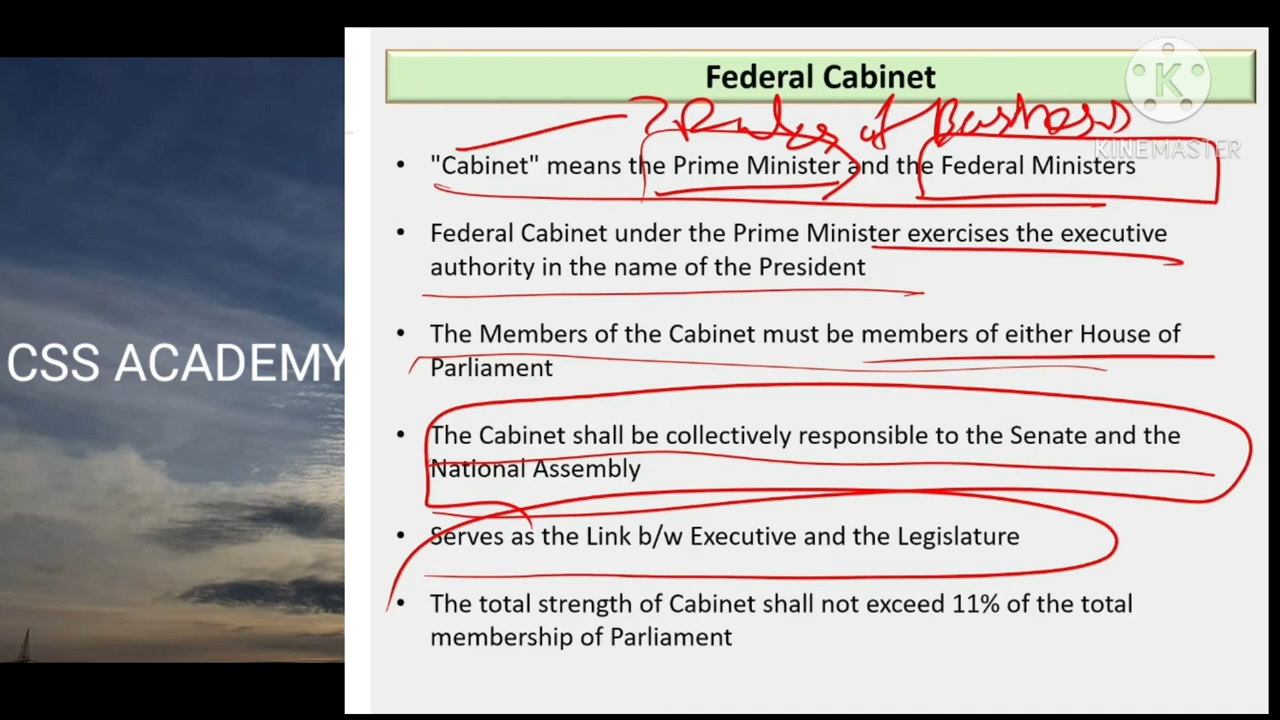 Federal Cabinet
K
KINEMASTER
? Rules of Business
• "Cabinet" means the Prime Minister and the Federal Ministers
• Federal Cabinet under the Prime Minister exercises the executive
authority in the name of the President
• The Members of the Cabinet must be members of either House of
Parliament
CSS ACADEMY
• The Cabinet shall be collectively responsible to the Senate and the
National Assembly
• Serves as the Link b/w Executive and the Legislature
• The total strength of Cabinet shall not exceed 11% of the total
membership of Parliament